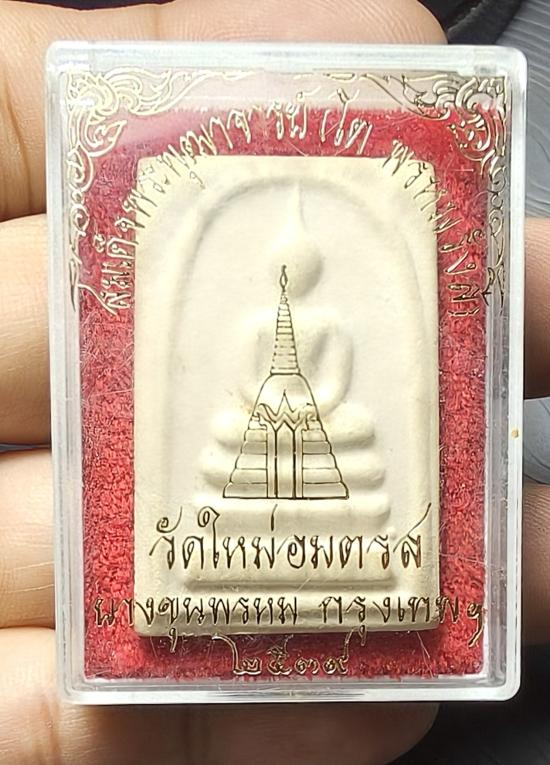 สมเด็จพระพุฒาจารย์ (โต พรหมรังสี)
วัดใหม่อมตรส
บางขุนพรหม กรุงเทพฯ
๒๕๓๙